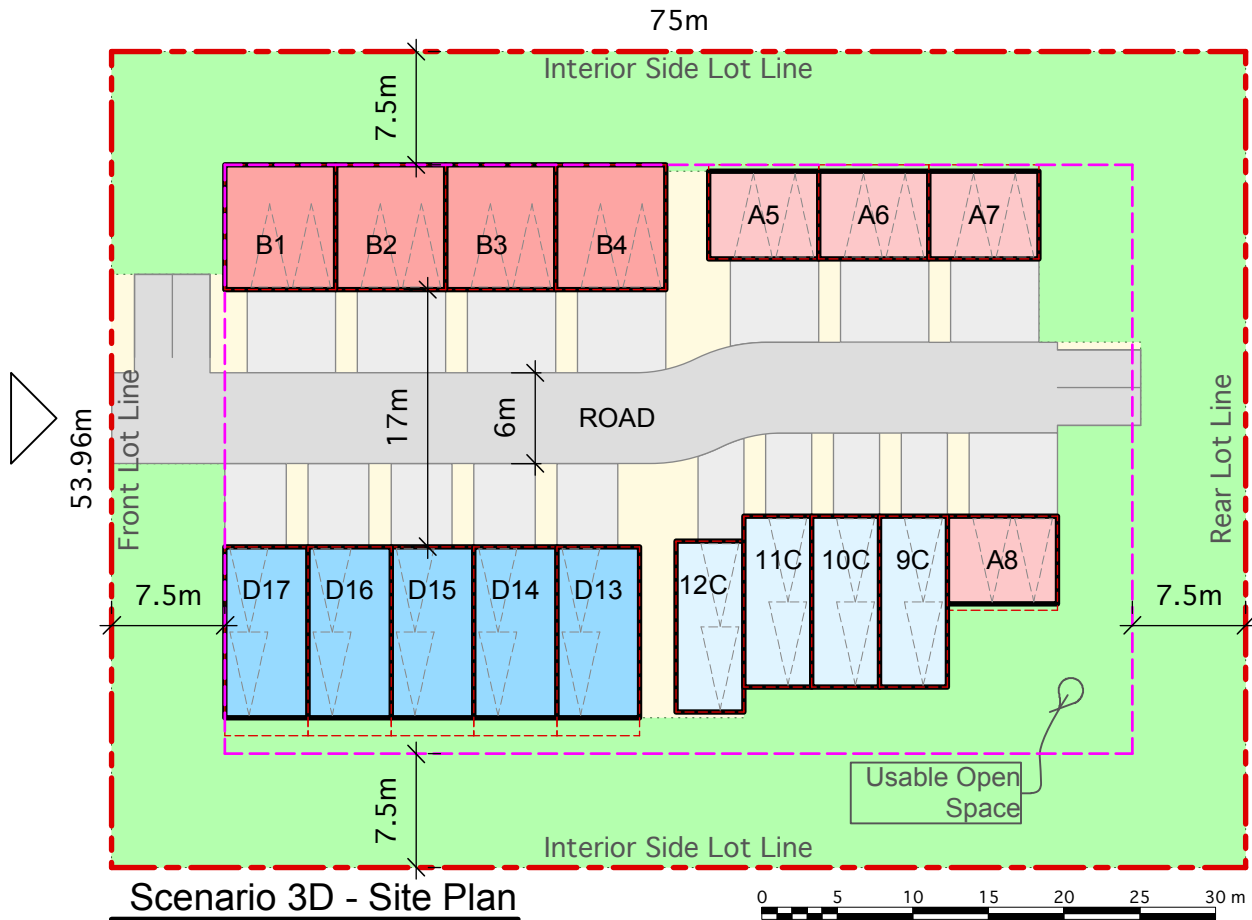 75m
Interior Side Lot Line
7.5m
B1 B2 B3 B4 A5 A6 A7
17m
6m
ROAD
53.96m
Front Lot Line
Rear Lot Line
D17 D16 D15 D14 D13 12C 11C 10C 9C A8
7.5m
7.5m
Usable Open
Space
7.5m
Interior Side Lot Line
Scenario 3D - Site Plan
0 5 10 15 20 25 30 m